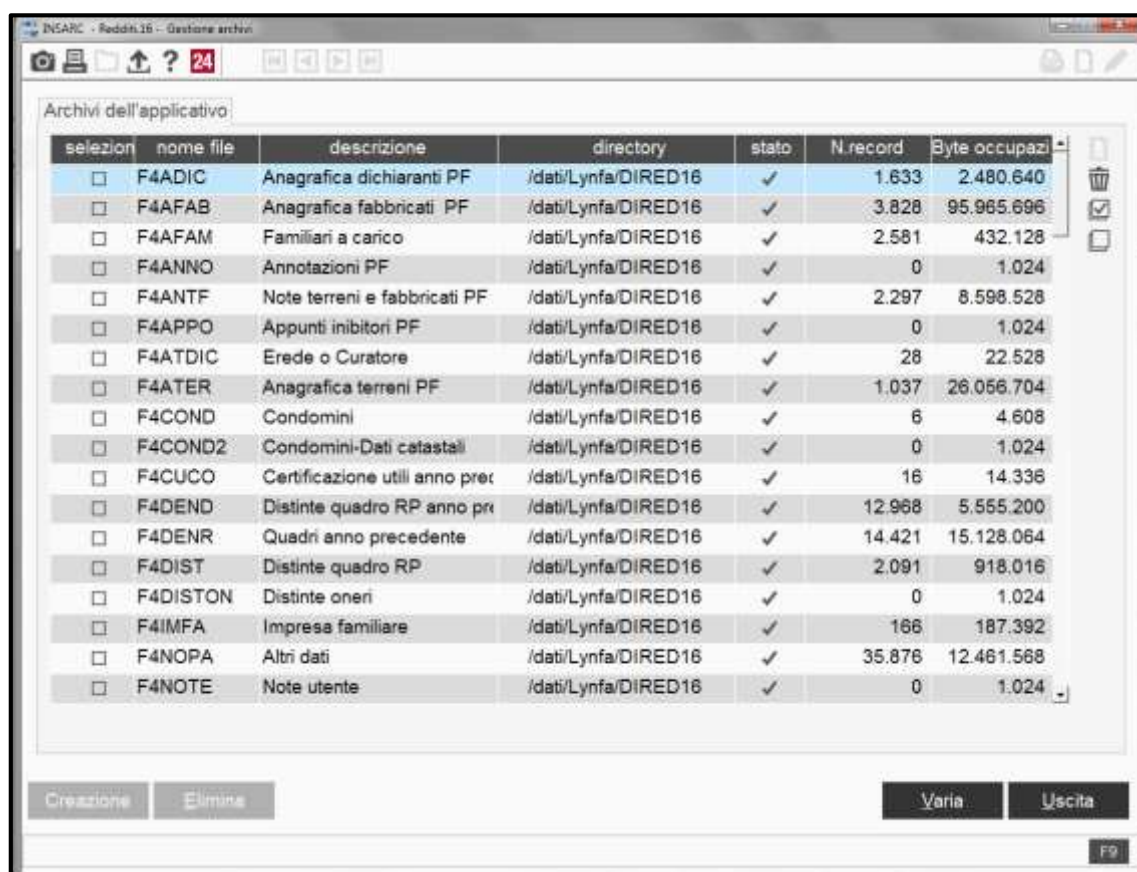 INSARC - Redditi.16 - Gestione archivi
? 24
Archivi dell'applicativo
selezion nome file descrizione directory stato N.record Byte occupazi
F4ADIC Anagrafica dichiaranti PF /dati/Lynfa/DIRED16 1.633 2.480.640
F4AFAB Anagrafica fabbricati PF /dati/Lynfa/DIRED16 3.828 95.965.696
F4AFAM Familiari a carico /dati/Lynfa/DIRED16 2.581 432.128
F4ANNO Annotazioni PF /dati/Lynfa/DIRED16 0 1.024
F4ANTF Note terreni e fabbricati PF /dati/Lynfa/DIRED16 2.297 8.598.528
F4APPO Appunti inibitori PF /dati/Lynfa/DIRED16 0 1.024
F4ATDIC Erede o Curatore /dati/Lynfa/DIRED16 28 22.528
F4ATER Anagrafica terreni PF /dati/Lynfa/DIRED16 1.037 26.056.704
F4COND Condomini /dati/Lynfa/DIRED16 6 4.608
F4COND2 Condomini-Dati catastali /dati/Lynfa/DIRED16 0 1.024
F4CUCO Certificazione utili anno prec /dati/Lynfa/DIRED16 16 14.336
F4DEND Distinte quadro RP anno pre /dati/Lynfa/DIRED16 12.968 5.555.200
F4DENR Quadri anno precedente /dati/Lynfa/DIRED16 14.421 15.128.064
F4DIST Distinte quadro RP /dati/Lynfa/DIRED16 2.091 918.016
F4DISTON Distinte oneri /dati/Lynfa/DIRED16 0 1.024
F4IMFA Impresa familiare /dati/Lynfa/DIRED16 166 187.392
F4NOPA Altri dati /dati/Lynfa/DIRED16 35.876 12.461.568
F4NOTE Note utente /dati/Lynfa/DIRED16 0 1.024
Creazione Elimina Varia Uscita
F9